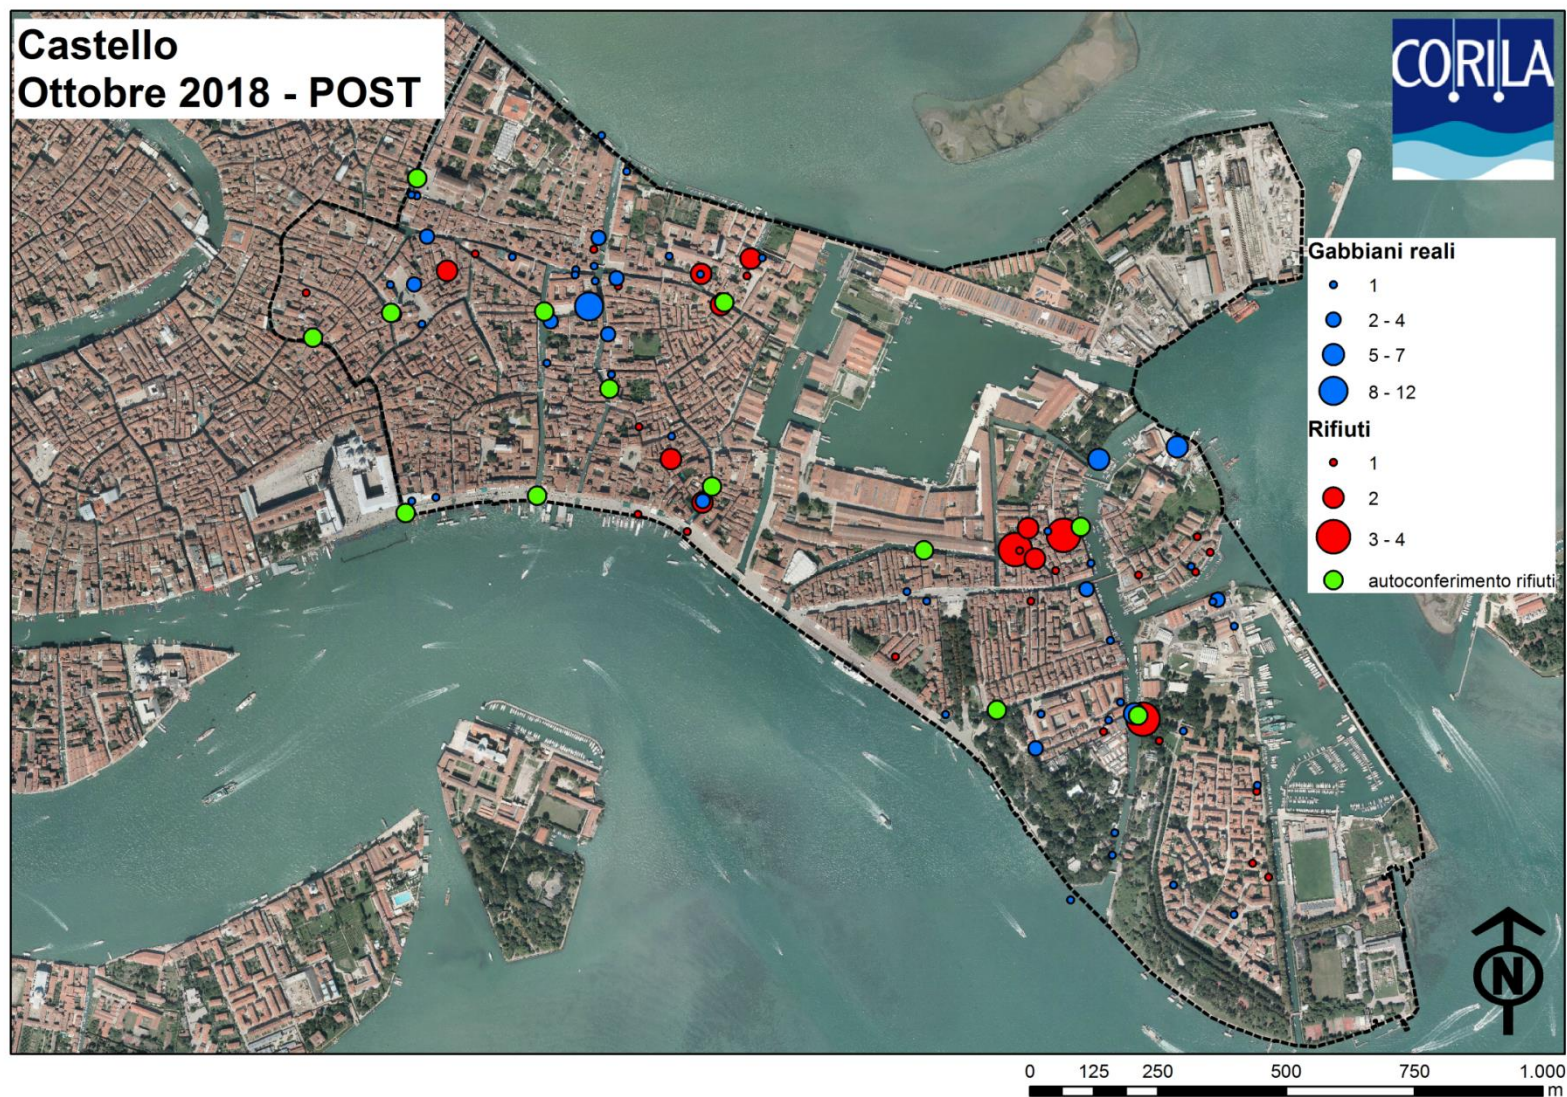 Castello
Ottobre 2018 - POST
CORILA
Gabbiani reali
1
2 - 4
5 - 7
8 - 12
Rifiuti
1
2
3 - 4
autoconferimento rifiuti
N
0 125 250 500 750 1.000
m